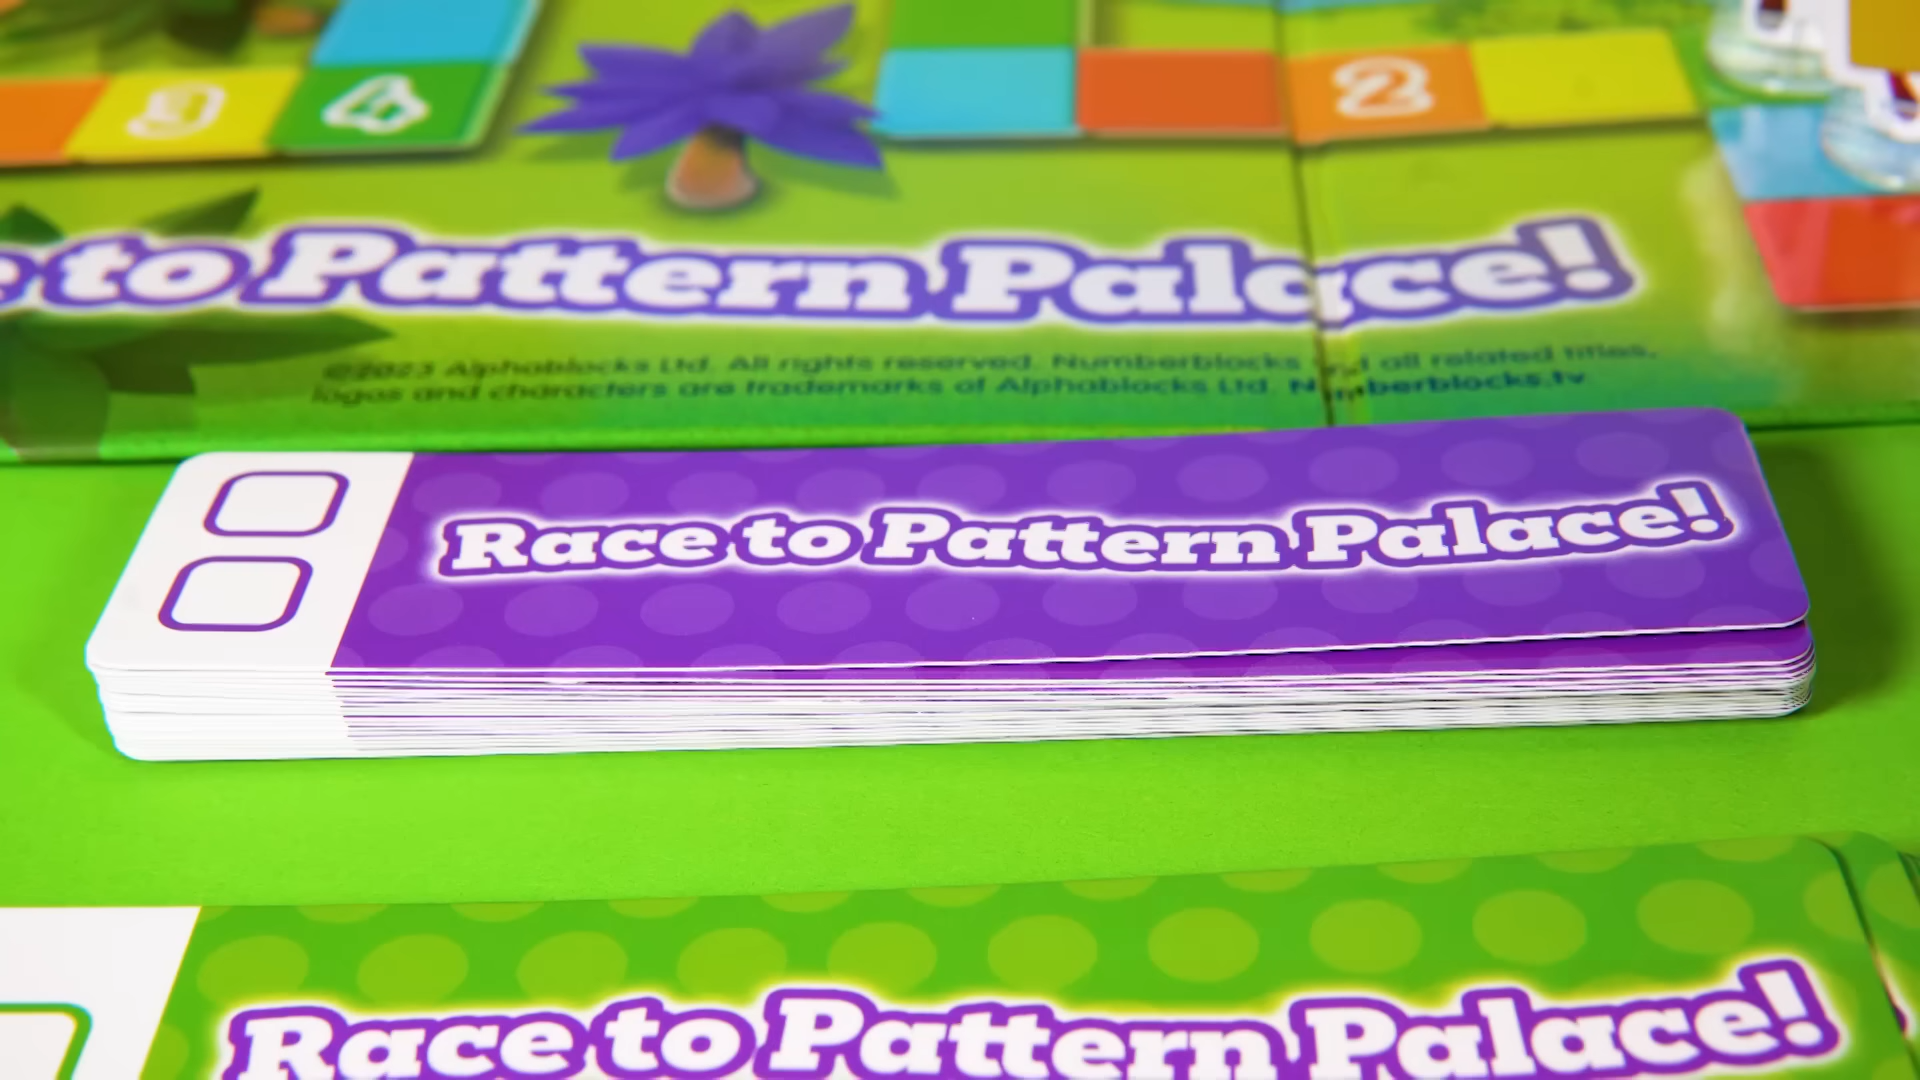 4
2
to Pattern Palace!
©2023 Alphablocks Ltd. All rights reserved. Numberblocks and all related titles,
logos and characters are trademarks of Alphablocks Ltd. Numberblocks.tv
Race to Pattern Palace!
Race to Pattern Palace!